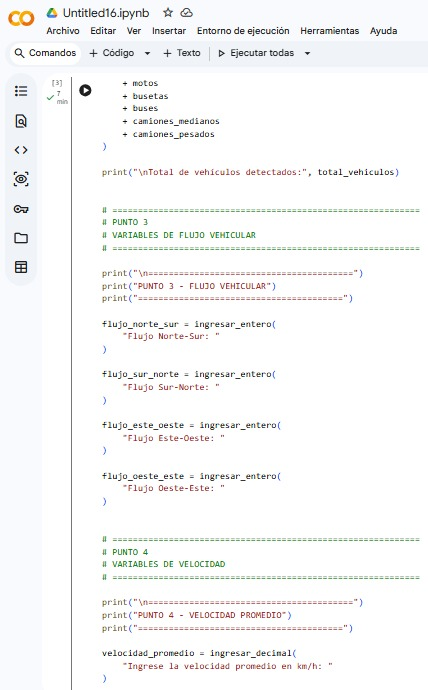 CO Untitled16.ipynb
Archivo Editar Ver Insertar Entorno de ejecución Herramientas Ayuda
Comandos + Código + Texto Ejecutar todas
[3]
7
min
+ motos
+ busetas
+ buses
+ camiones_medianos
+ camiones_pesados
)
print("\nTotal de vehículos detectados:", total_vehiculos)
# ============================================================
# PUNTO 3
# VARIABLES DE FLUJO VEHICULAR
# ============================================================
print("\n========================================")
print("PUNTO 3 - FLUJO VEHICULAR")
print("========================================")
flujo_norte_sur = ingresar_entero(
"Flujo Norte-Sur: "
)
flujo_sur_norte = ingresar_entero(
"Flujo Sur-Norte: "
)
flujo_este_oeste = ingresar_entero(
"Flujo Este-Oeste: "
)
flujo_oeste_este = ingresar_entero(
"Flujo Oeste-Este: "
)
# ============================================================
# PUNTO 4
# VARIABLES DE VELOCIDAD
# ============================================================
print("\n========================================")
print("PUNTO 4 - VELOCIDAD PROMEDIO")
print("========================================")
velocidad_promedio = ingresar_decimal(
"Ingrese la velocidad promedio en km/h: "
)